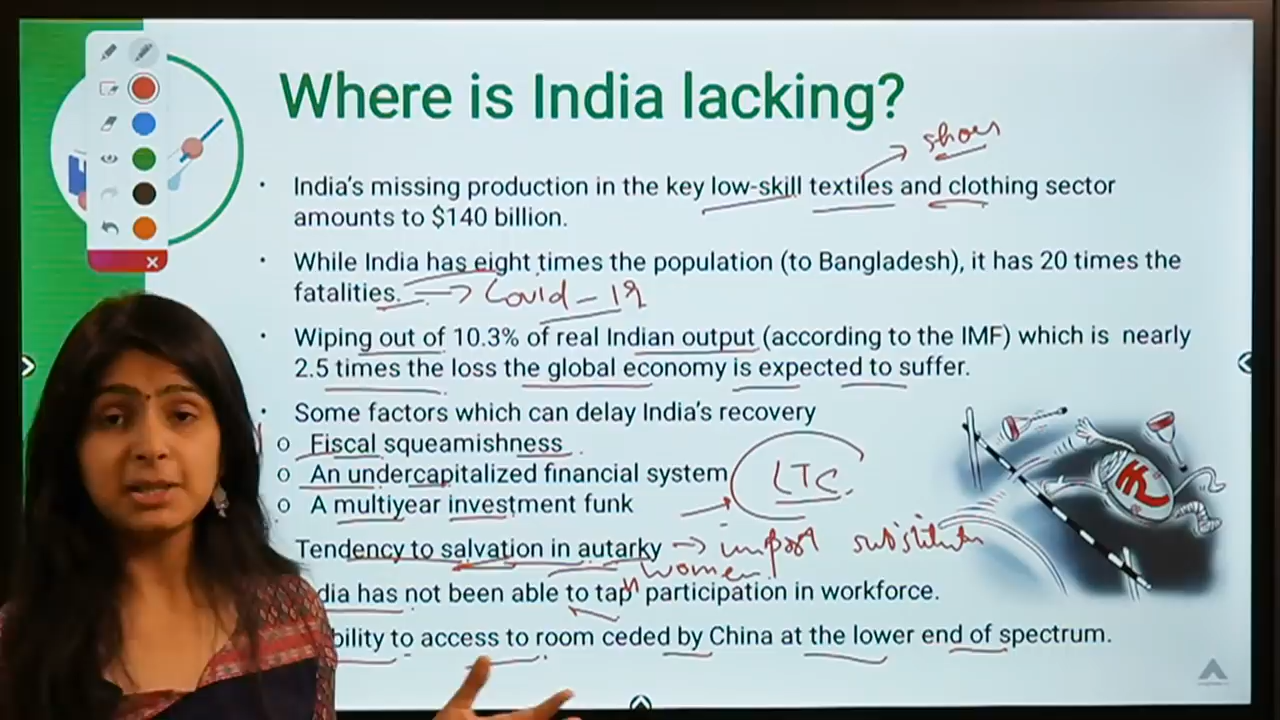 Where is India lacking?
shoes
· India's missing production in the key low-skill textiles and clothing sector
amounts to $140 billion.
· While India has eight times the population (to Bangladesh), it has 20 times the
fatalities. → Covid-19
· Wiping out of 10.3% of real Indian output (according to the IMF) which is nearly
2.5 times the loss the global economy is expected to suffer.
· Some factors which can delay India's recovery
o Fiscal squeamishness
o An undercapitalized financial system
LTC
o A multiyear investment funk
Tendency to salvation in autarky → import substitution
women
dia has not been able to tap participation in workforce.
bility to access to room ceded by China at the lower end of spectrum.